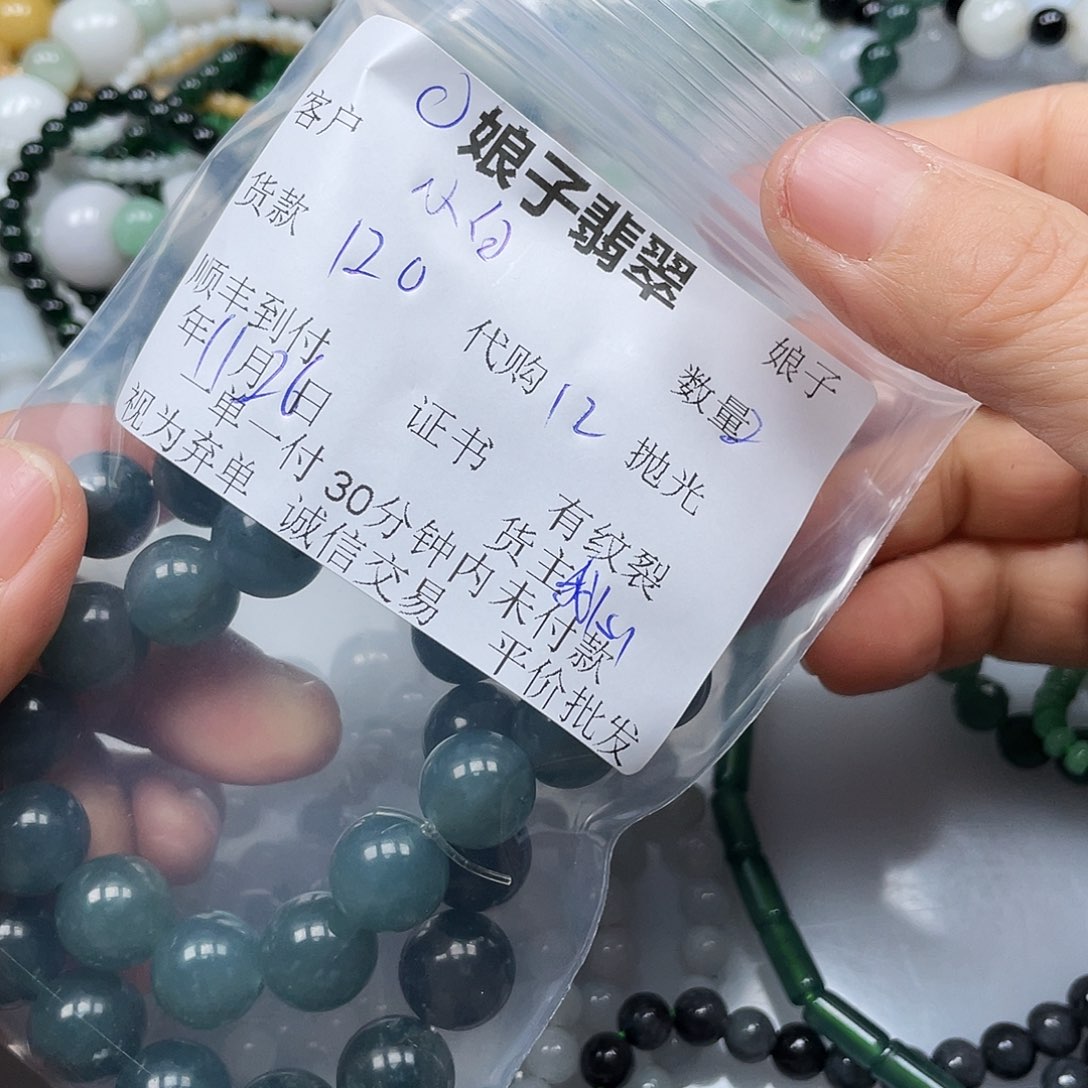 娘子翡翠
客户
娘子
货款 120
代购 12
数量 2
顺丰到付
证书
抛光
年 11 月 26 日
有纹裂
一单一付 30分钟内未付款
货主
视为弃单
诚信交易
平价批发